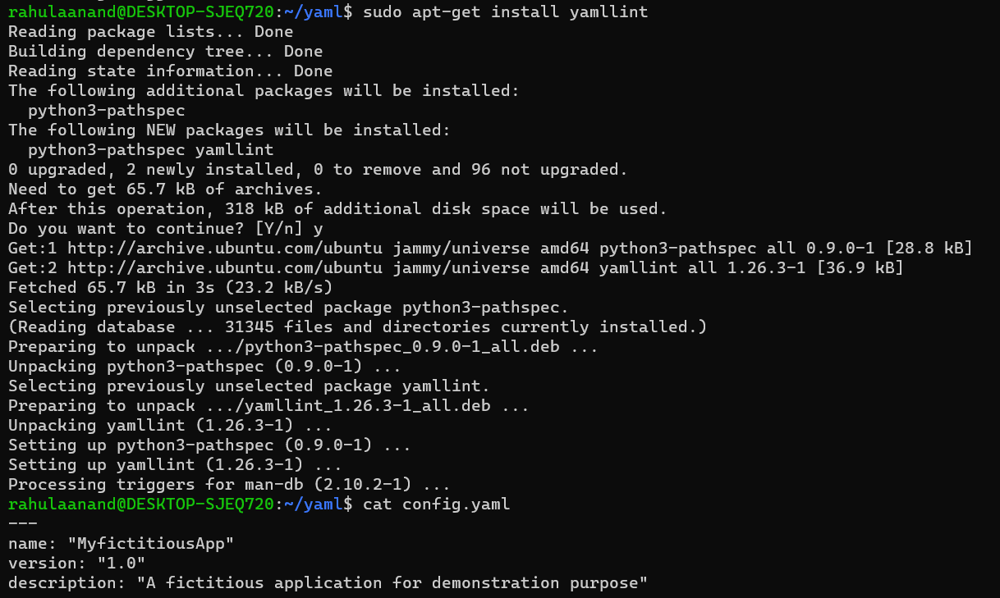 rahulaanand@DESKTOP-SJEQ720:~/yaml$ sudo apt-get install yamllint
Reading package lists... Done
Building dependency tree... Done
Reading state information... Done
The following additional packages will be installed:
  python3-pathspec
The following NEW packages will be installed:
  python3-pathspec yamllint
0 upgraded, 2 newly installed, 0 to remove and 96 not upgraded.
Need to get 65.7 kB of archives.
After this operation, 318 kB of additional disk space will be used.
Do you want to continue? [Y/n] y
Get:1 http://archive.ubuntu.com/ubuntu jammy/universe amd64 python3-pathspec all 0.9.0-1 [28.8 kB]
Get:2 http://archive.ubuntu.com/ubuntu jammy/universe amd64 yamllint all 1.26.3-1 [36.9 kB]
Fetched 65.7 kB in 3s (23.2 kB/s)
Selecting previously unselected package python3-pathspec.
(Reading database ... 31345 files and directories currently installed.)
Preparing to unpack .../python3-pathspec_0.9.0-1_all.deb ...
Unpacking python3-pathspec (0.9.0-1) ...
Selecting previously unselected package yamllint.
Preparing to unpack .../yamllint_1.26.3-1_all.deb ...
Unpacking yamllint (1.26.3-1) ...
Setting up python3-pathspec (0.9.0-1) ...
Setting up yamllint (1.26.3-1) ...
Processing triggers for man-db (2.10.2-1) ...
rahulaanand@DESKTOP-SJEQ720:~/yaml$ cat config.yaml
---
name: "MyfictitiousApp"
version: "1.0"
description: "A fictitious application for demonstration purpose"